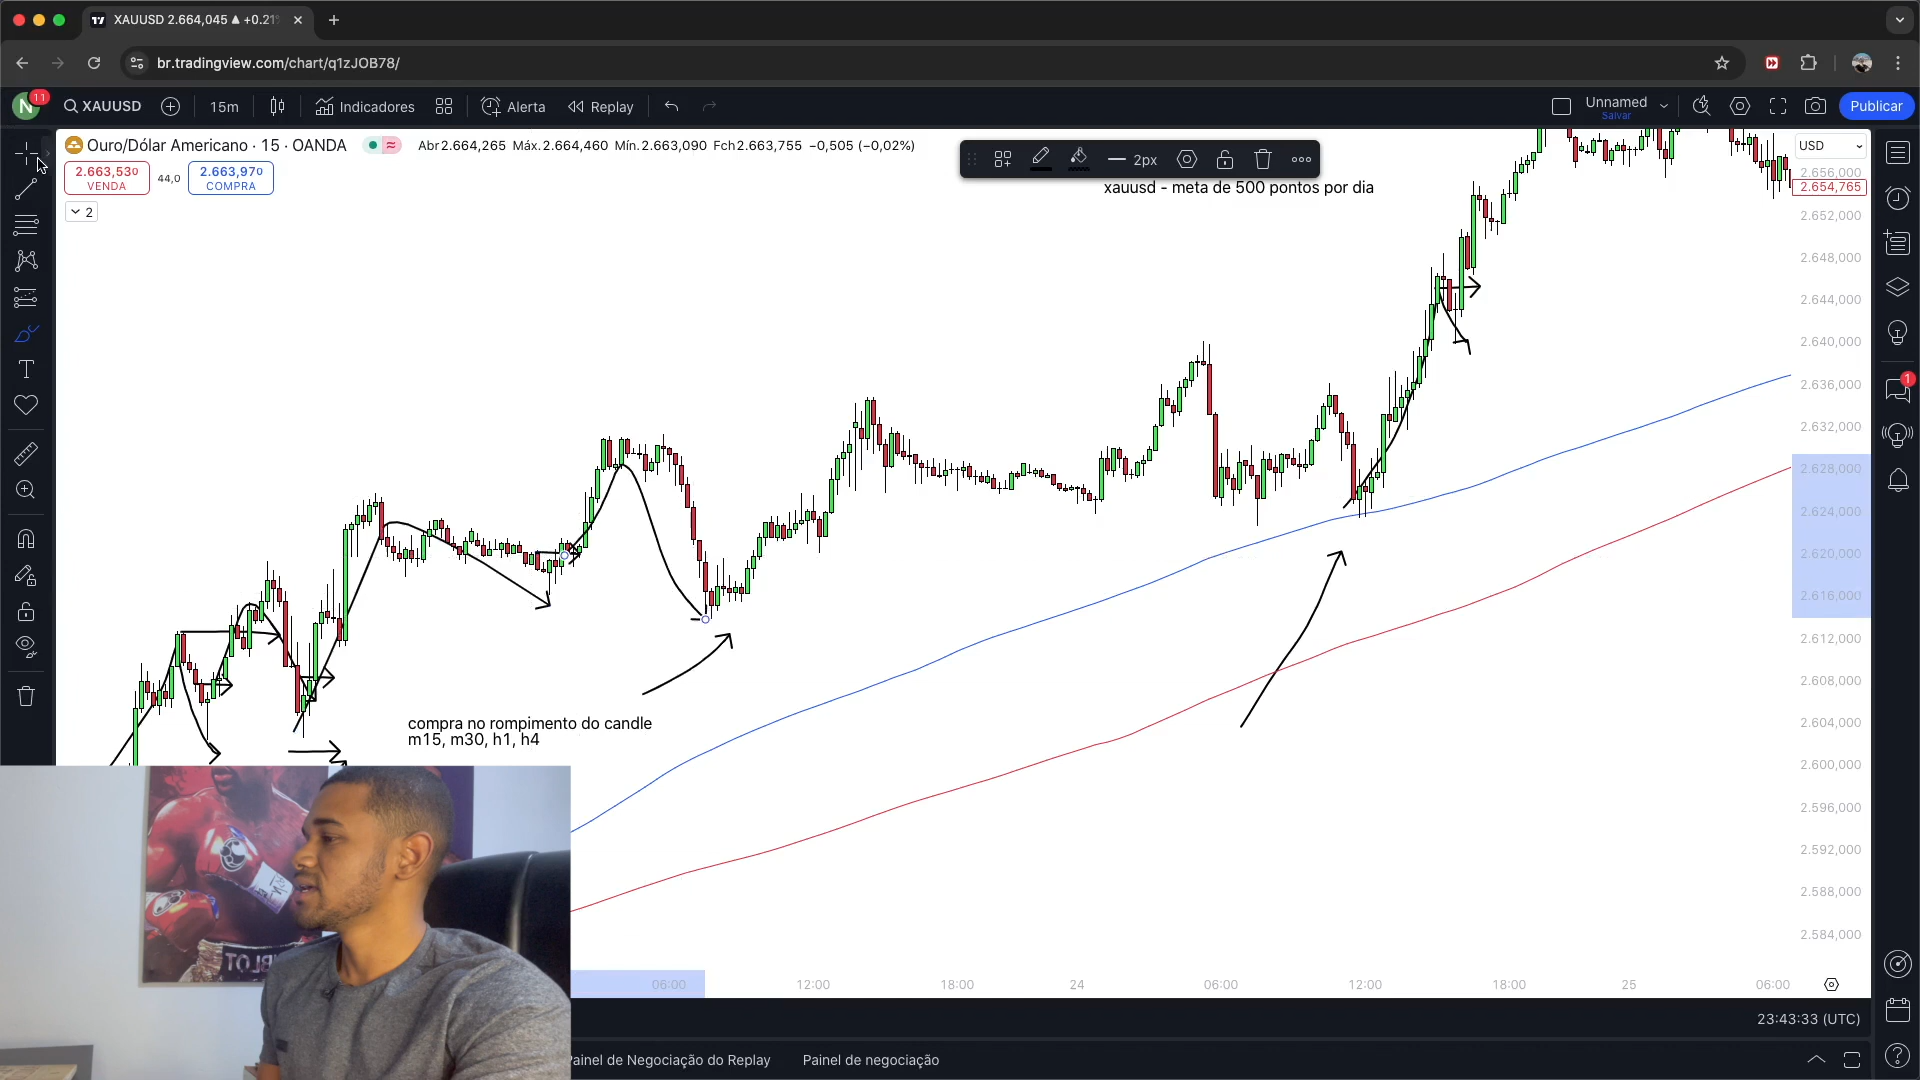 XAUUSD 2.664,045 ▲ +0.21
br.tradingview.com/chart/q1zJOB78/
N
11
XAUUSD
15m
Indicadores
Alerta
Replay
Unnamed
Salvar
Publicar
Ouro/Dólar Americano · 15 · OANDA
Abr2.664,265 Máx.2.664,460 Mín.2.663,090 Fch2.663,755 −0,505 (−0,02%)
2.663,530
VENDA
44,0
2.663,970
COMPRA
2
2px
xauusd - meta de 500 pontos por dia
USD
2.656,000
2.654,765
2.652,000
2.648,000
2.644,000
2.640,000
2.636,000
2.632,000
2.628,000
2.624,000
2.620,000
2.616,000
2.612,000
2.608,000
2.604,000
2.600,000
2.596,000
2.592,000
2.588,000
2.584,000
1
compra no rompimento do candle
m15, m30, h1, h4
06:00
12:00
18:00
24
06:00
12:00
18:00
25
06:00
23:43:33 (UTC)
Painel de Negociação do Replay
Painel de negociação